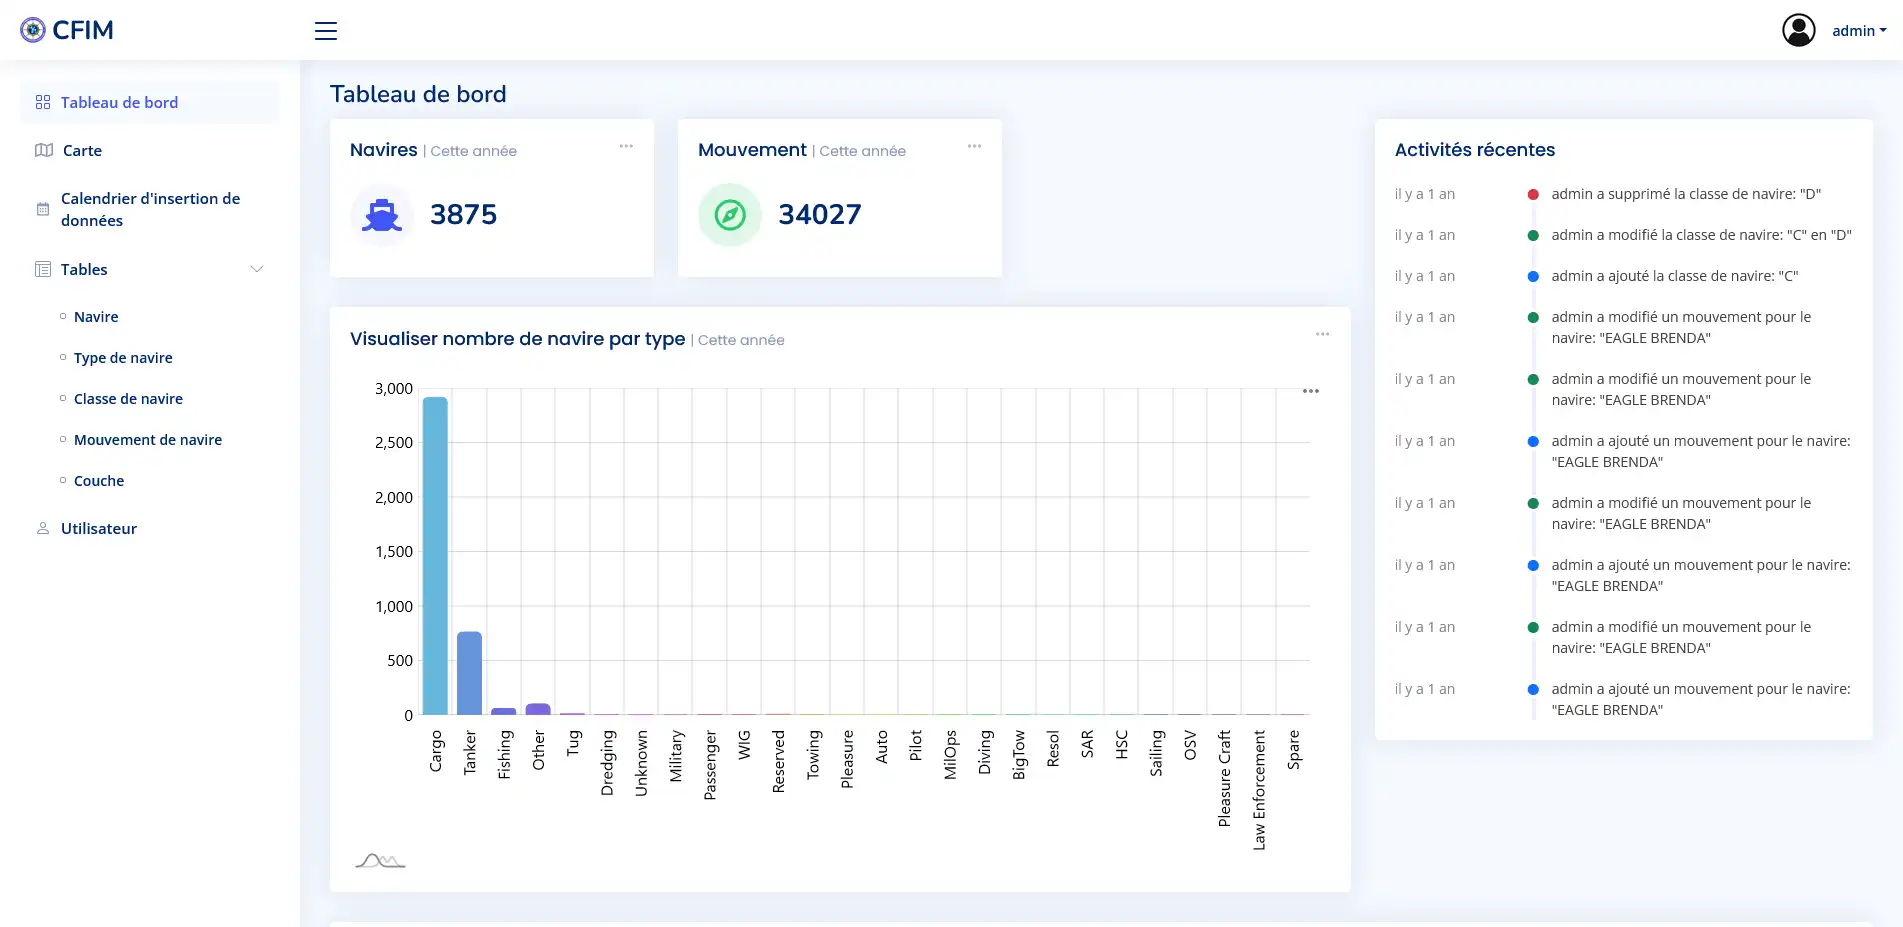 CFIM
admin
Tableau de bord
Carte
Calendrier d'insertion de
données
Tables
Navire
Type de navire
Classe de navire
Mouvement de navire
Couche
Utilisateur
Tableau de bord
Navires | Cette année
3875
Mouvement | Cette année
34027
Visualiser nombre de navire par type | Cette année
3,000
2,500
2,000
1,500
1,000
500
0
Cargo
Tanker
Fishing
Other
Tug
Dredging
Unknown
Military
Passenger
WIG
Reserved
Towing
Pleasure
Auto
Pilot
MilOps
Diving
BigTow
Resol
SAR
HSC
Sailing
OSV
Pleasure Craft
Law Enforcement
Spare
Activités récentes
il y a 1 an admin a supprimé la classe de navire: "D"
il y a 1 an admin a modifié la classe de navire: "C" en "D"
il y a 1 an admin a ajouté la classe de navire: "C"
il y a 1 an admin a modifié un mouvement pour le
navire: "EAGLE BRENDA"
il y a 1 an admin a modifié un mouvement pour le
navire: "EAGLE BRENDA"
il y a 1 an admin a ajouté un mouvement pour le navire:
"EAGLE BRENDA"
il y a 1 an admin a modifié un mouvement pour le
navire: "EAGLE BRENDA"
il y a 1 an admin a ajouté un mouvement pour le navire:
"EAGLE BRENDA"
il y a 1 an admin a modifié un mouvement pour le
navire: "EAGLE BRENDA"
il y a 1 an admin a ajouté un mouvement pour le navire:
"EAGLE BRENDA"